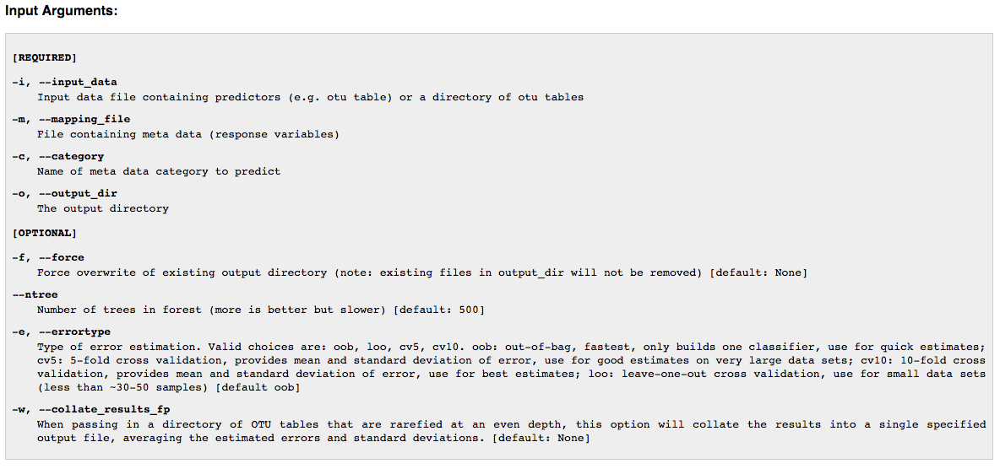 Input Arguments:
[REQUIRED]
-i, --input_data
Input data file containing predictors (e.g. otu table) or a directory of otu tables
-m, --mapping_file
File containing meta data (response variables)
-c, --category
Name of meta data category to predict
-o, --output_dir
The output directory
[OPTIONAL]
-f, --force
Force overwrite of existing output directory (note: existing files in output_dir will not be removed) [default: None]
--ntree
Number of trees in forest (more is better but slower) [default: 500]
-e, --errortype
Type of error estimation. Valid choices are: oob, loo, cv5, cv10. oob: out-of-bag, fastest, only builds one classifier, use for quick estimates;
cv5: 5-fold cross validation, provides mean and standard deviation of error, use for good estimates on very large data sets; cv10: 10-fold cross
validation, provides mean and standard deviation of error, use for best estimates; loo: leave-one-out cross validation, use for small data sets
(less than ~30-50 samples) [default oob]
-w, --collate_results_fp
When passing in a directory of OTU tables that are rarefied at an even depth, this option will collate the results into a single specified
output file, averaging the estimated errors and standard deviations. [default: None]